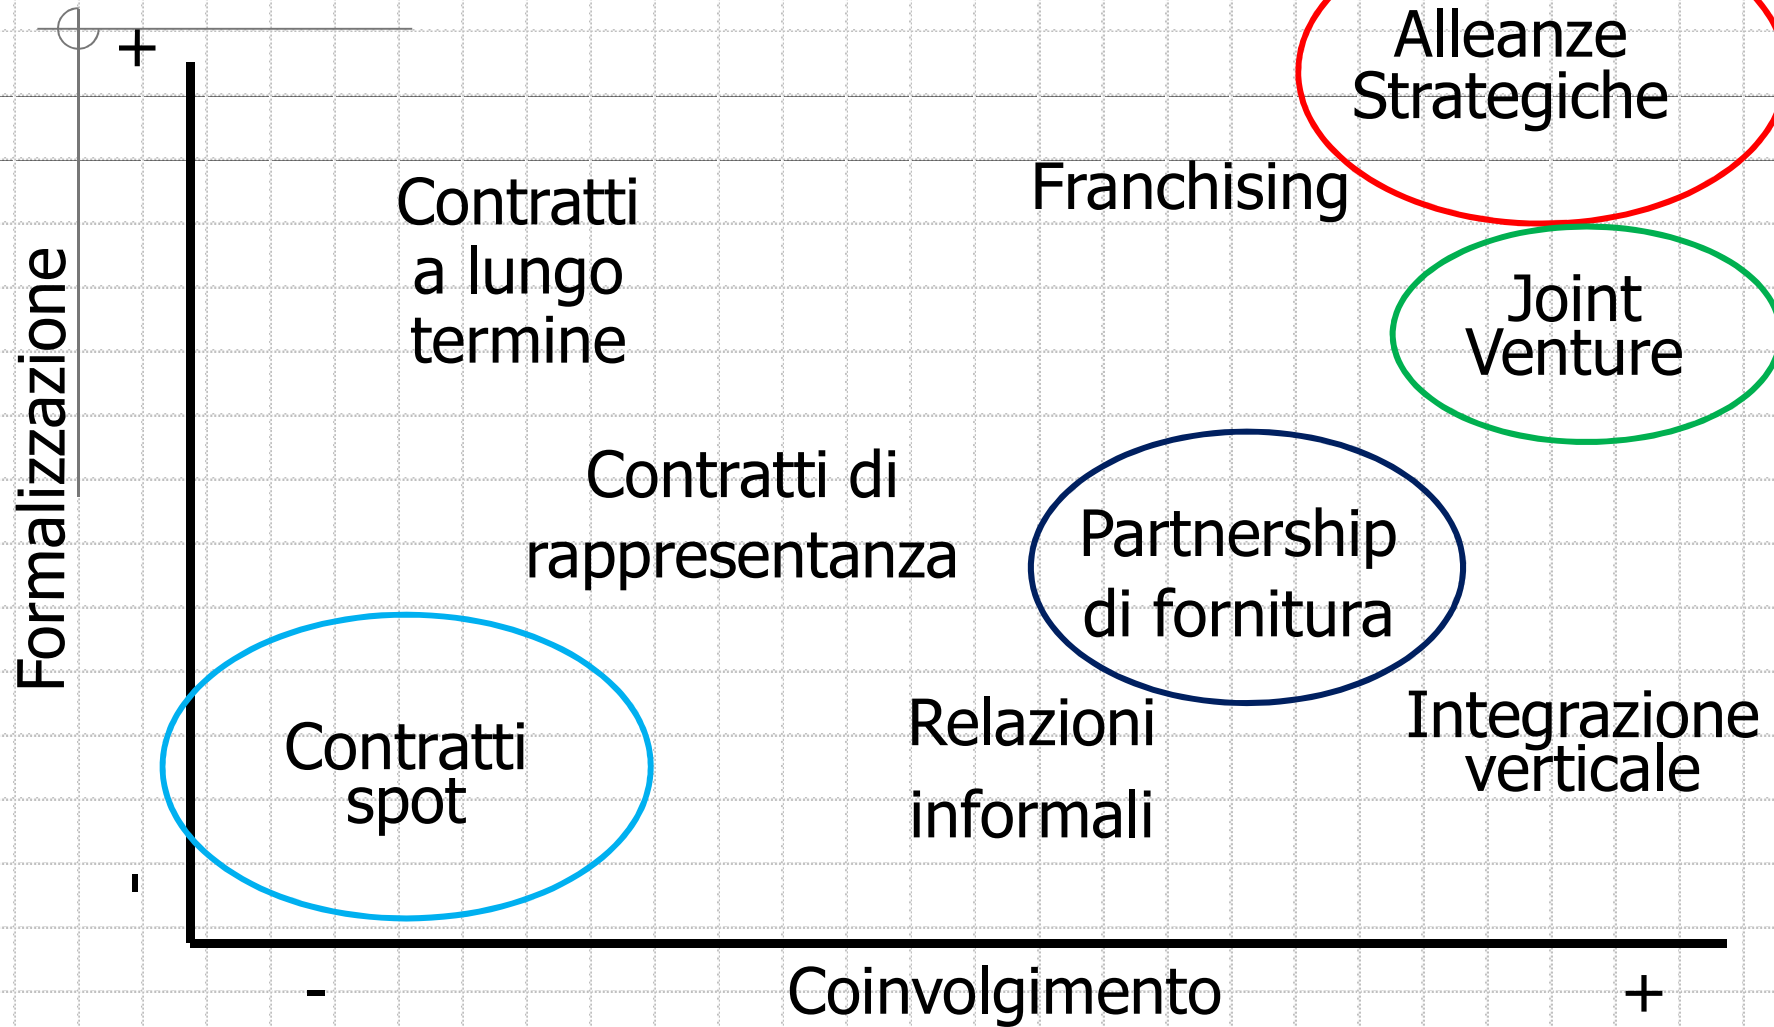 +
Alleanze
Strategiche
Franchising
Contratti
a lungo
termine
Joint
Venture
Formalizzazione
Contratti di
rappresentanza
Partnership
di fornitura
Contratti
spot
Relazioni
informali
Integrazione
verticale
-
-
Coinvolgimento
+